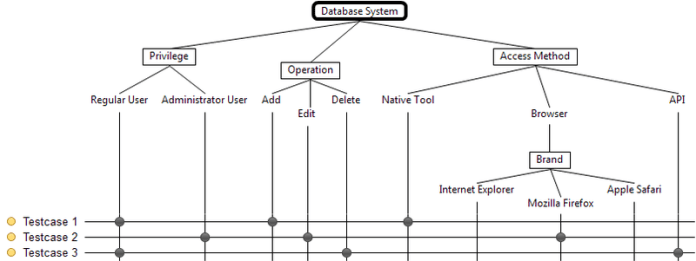 Database System
Privilege
Operation
Access Method
Regular User
Administrator User
Add
Edit
Delete
Native Tool
Browser
API
Brand
Internet Explorer
Mozilla Firefox
Apple Safari
Testcase 1
Testcase 2
Testcase 3